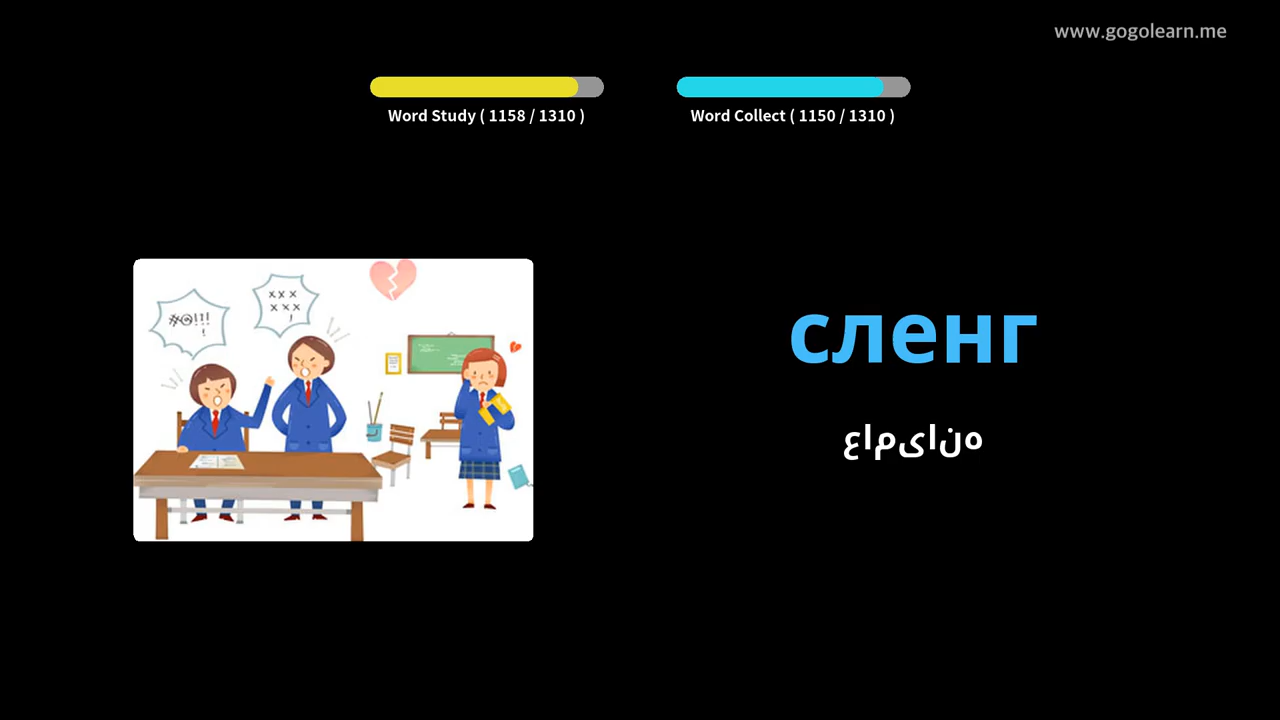 www.gogolearn.me
Word Study ( 1158 / 1310 )
Word Collect ( 1150 / 1310 )
#@!!!
!
x x x
x x x
!
сленг
عامیانه